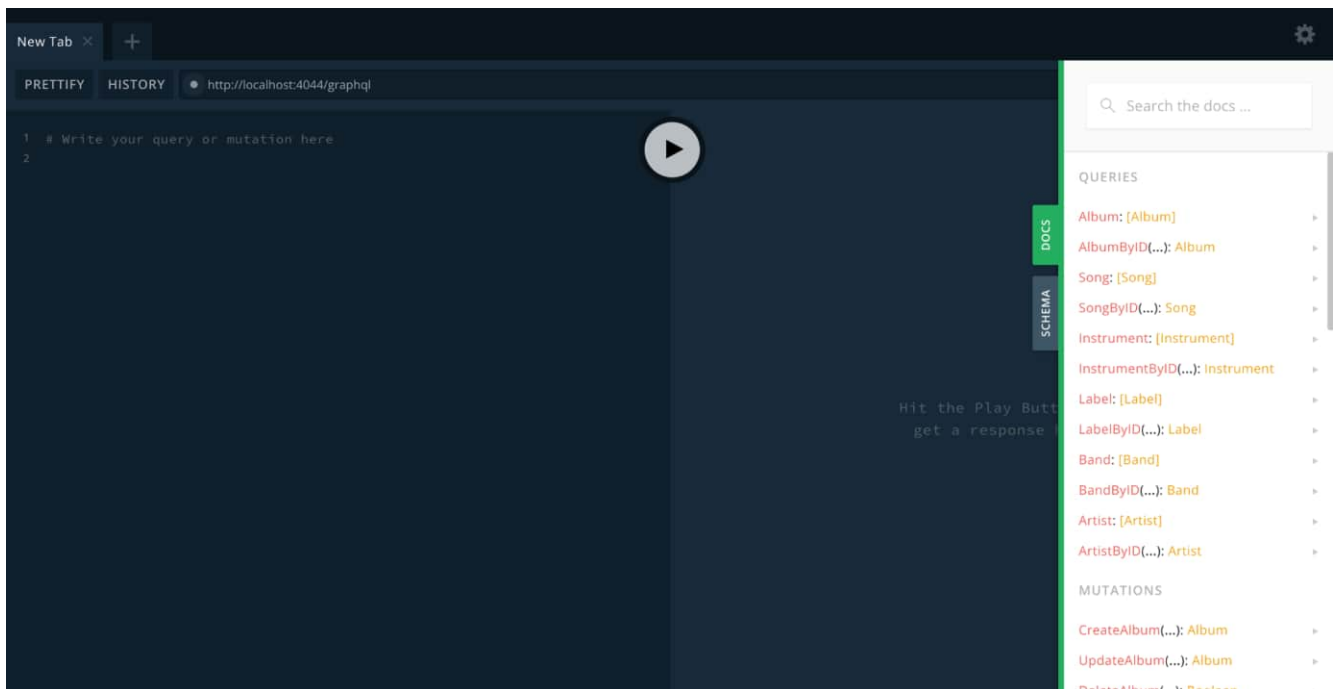 New Tab
PRETTIFY HISTORY http://localhost:4044/graphql
1 # Write your query or mutation here
2
Hit the Play Butt
get a response
DOCS
SCHEMA
Search the docs ...
QUERIES
Album: [Album]
AlbumByID(...): Album
Song: [Song]
SongByID(...): Song
Instrument: [Instrument]
InstrumentByID(...): Instrument
Label: [Label]
LabelByID(...): Label
Band: [Band]
BandByID(...): Band
Artist: [Artist]
ArtistByID(...): Artist
MUTATIONS
CreateAlbum(...): Album
UpdateAlbum(...): Album
DeleteAlbum(...): Boolean